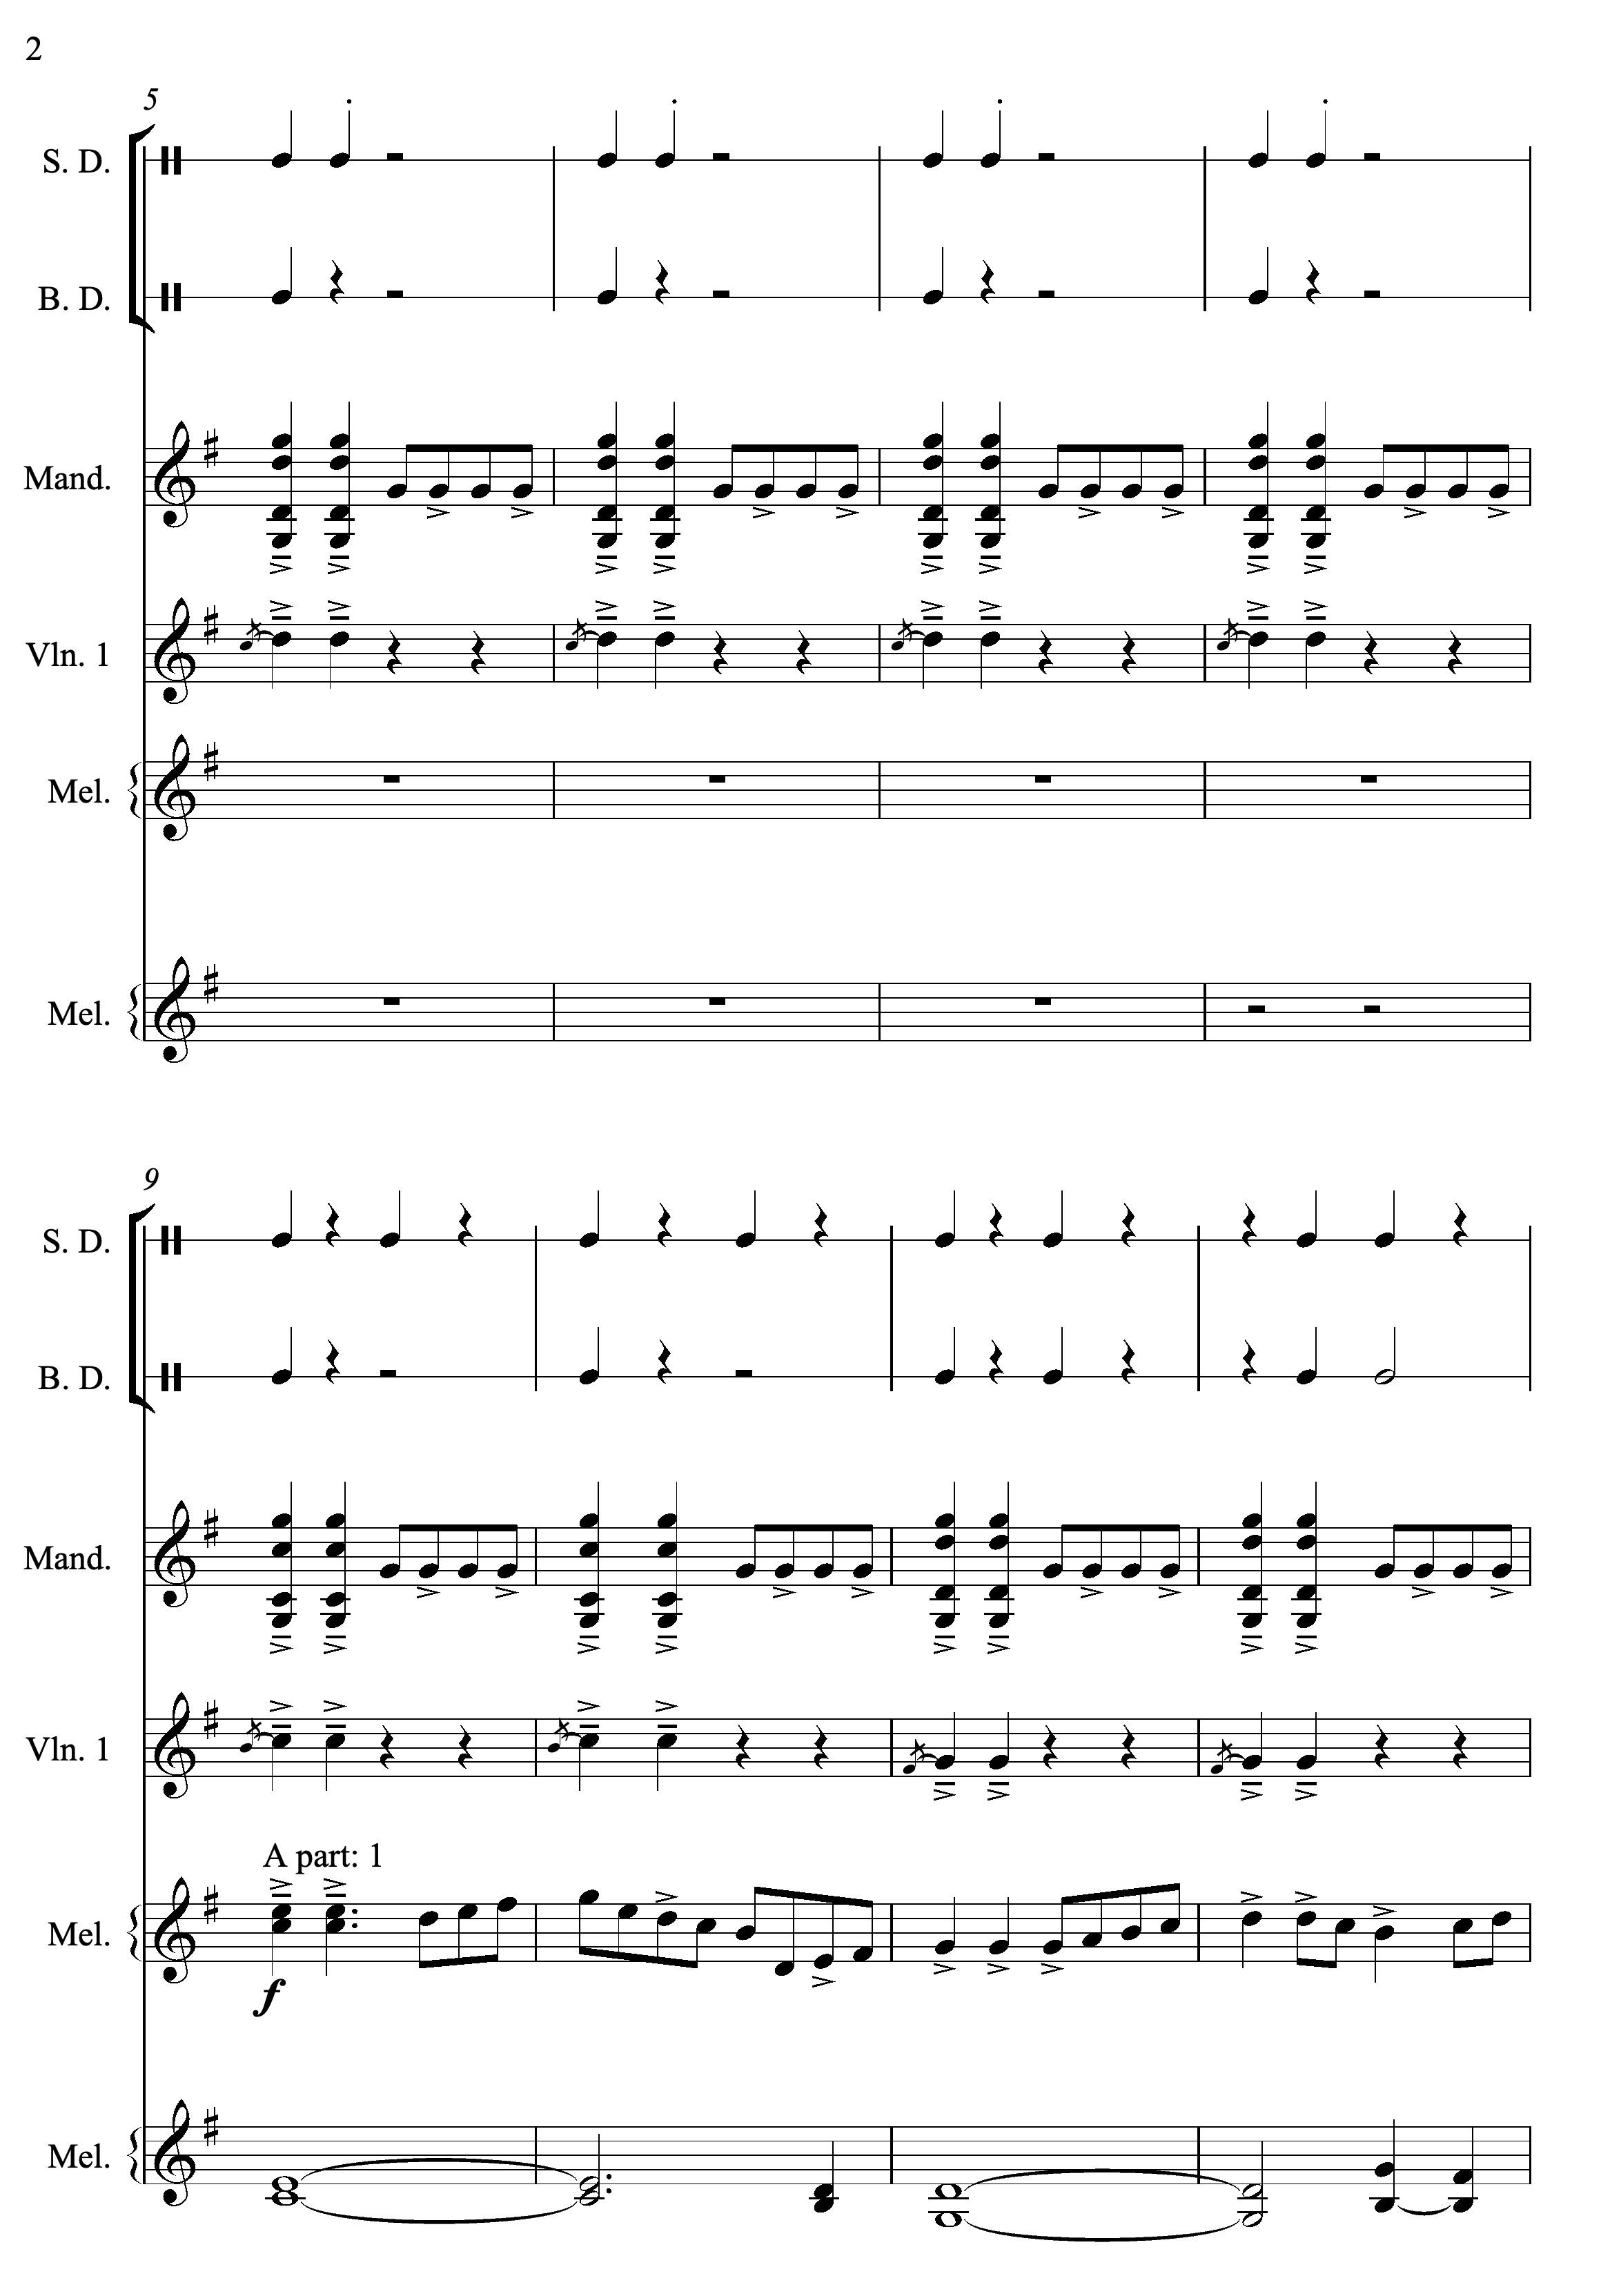 2
5
S. D.
B. D.
Mand.
Vln. 1
Mel.
Mel.
9
S. D.
B. D.
Mand.
Vln. 1
A part: 1
Mel.
f
Mel.